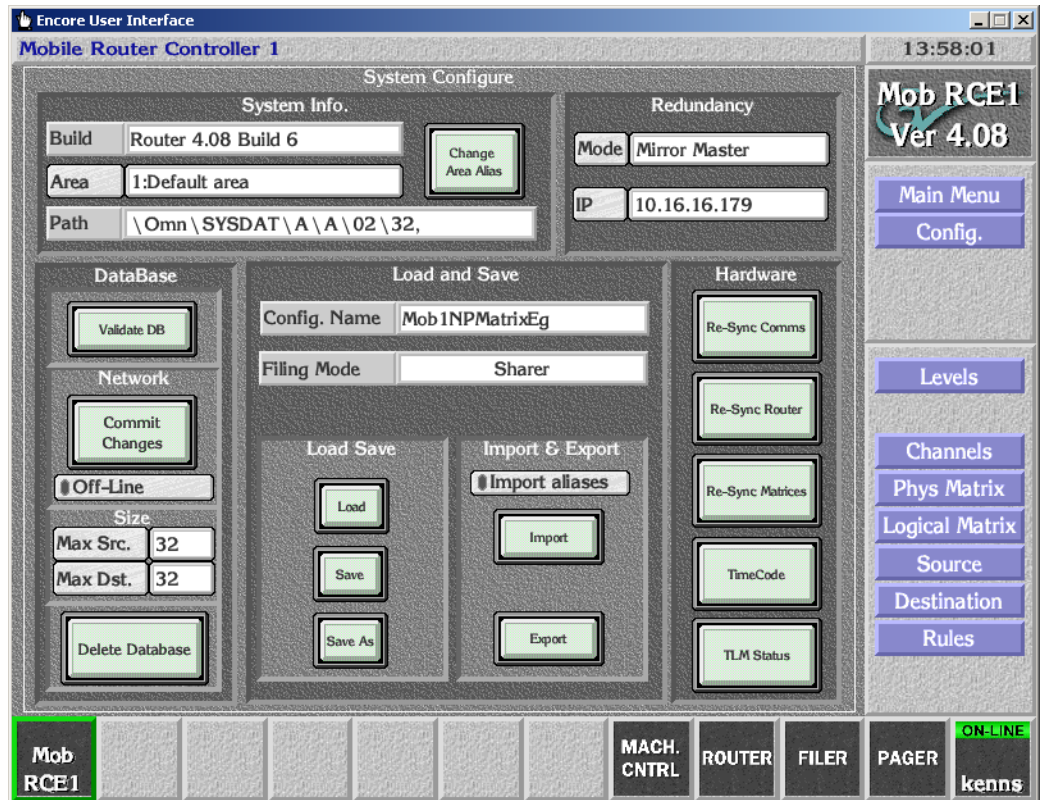 Encore User Interface
Mobile Router Controller 1
13:58:01
System Configure
System Info.
Build
Router 4.08 Build 6
Area
1:Default area
Path
\Omn\SYSDAT\A\A\02\32,
Change
Area Alias
Redundancy
Mode
Mirror Master
IP
10.16.16.179
DataBase
Validate DB
Network
Commit
Changes
Off-Line
Size
Max Src.
32
Max Dst.
32
Delete Database
Load and Save
Config. Name
Mob1NPMatrixEg
Filing Mode
Sharer
Load Save
Load
Save
Save As
Import & Export
Import aliases
Import
Export
Hardware
Re-Sync Comms
Re-Sync Router
Re-Sync Matrices
TimeCode
TLM Status
Mob RCE1
Ver 4.08
Main Menu
Config.
Levels
Channels
Phys Matrix
Logical Matrix
Source
Destination
Rules
Mob
RCE1
MACH.
CNTRL
ROUTER
FILER
PAGER
ON-LINE
kenns